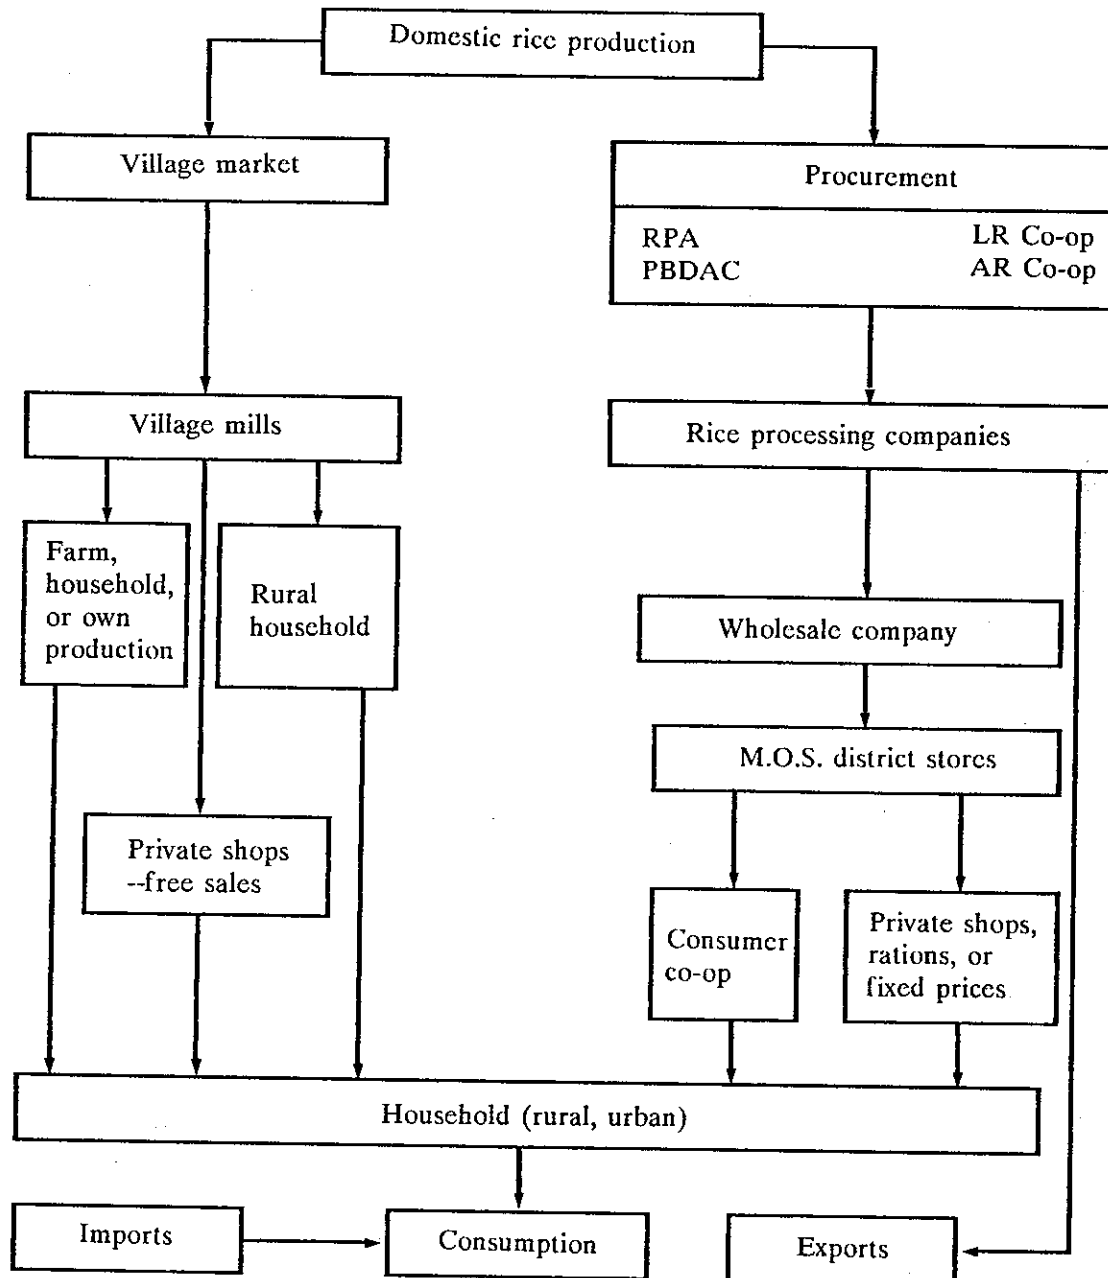 Domestic rice production
Village market
Procurement
RPA
LR Co-op
PBDAC
AR Co-op
Village mills
Rice processing companies
Farm,
household,
or own
production
Rural
household
Wholesale company
M.O.S. district stores
Private shops
--free sales
Consumer
co-op
Private shops,
rations, or
fixed prices
Household (rural, urban)
Imports
Consumption
Exports